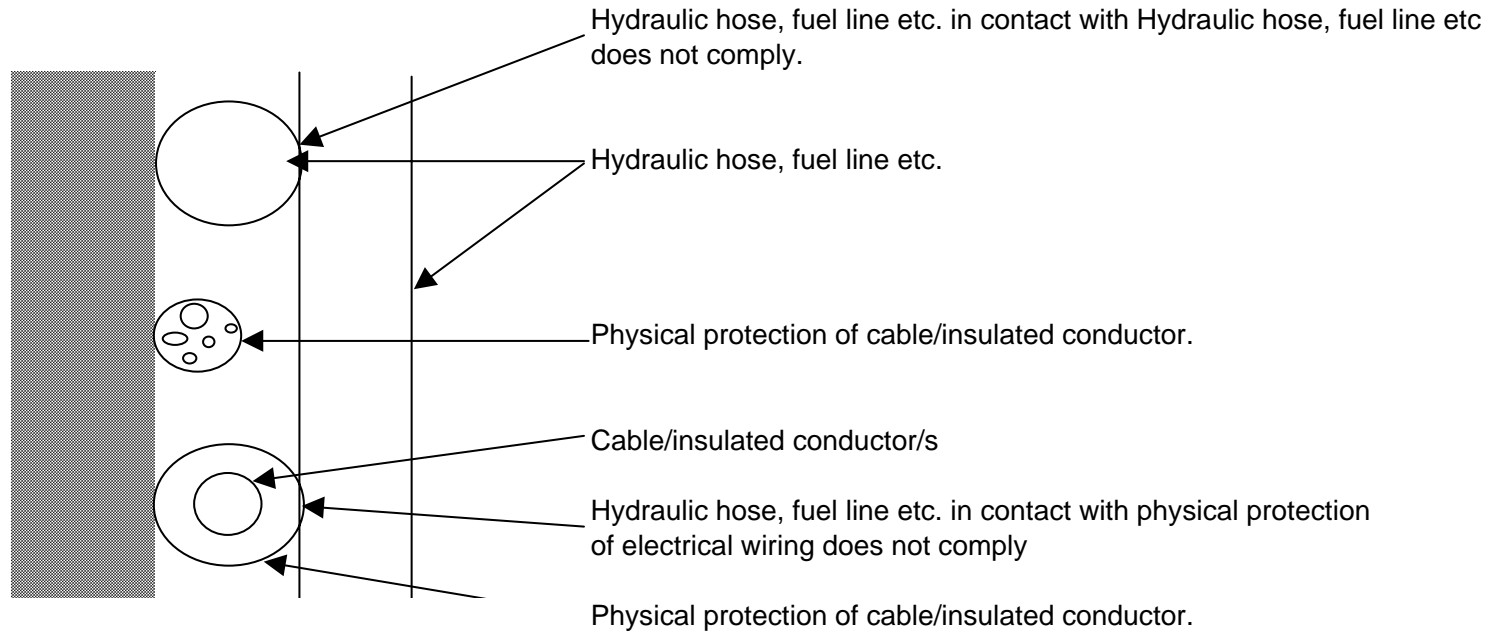 Hydraulic hose, fuel line etc. in contact with Hydraulic hose, fuel line etc
does not comply.
Hydraulic hose, fuel line etc.
Physical protection of cable/insulated conductor.
Cable/insulated conductor/s
Hydraulic hose, fuel line etc. in contact with physical protection
of electrical wiring does not comply
Physical protection of cable/insulated conductor.